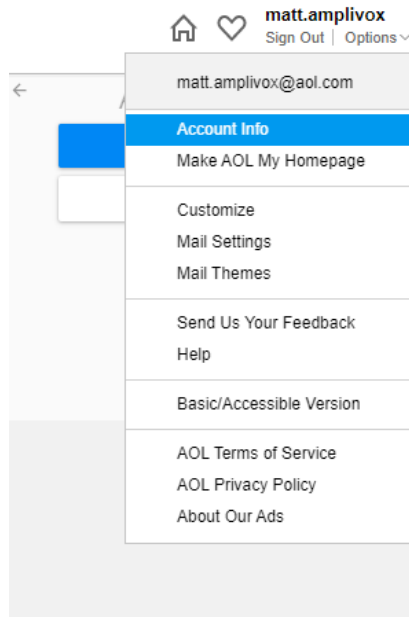 matt.amplivox
Sign Out | Options
matt.amplivox@aol.com
Account Info
Make AOL My Homepage
Customize
Mail Settings
Mail Themes
Send Us Your Feedback
Help
Basic/Accessible Version
AOL Terms of Service
AOL Privacy Policy
About Our Ads